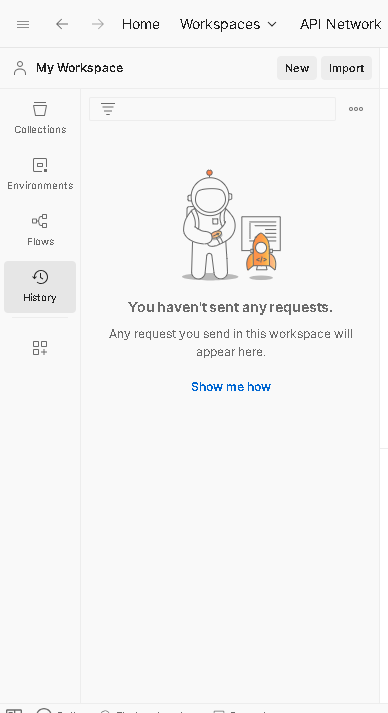 Home Workspaces API Network
My Workspace New Import
Collections
Environments
Flows
History
You haven't sent any requests.
Any request you send in this workspace will
appear here.
Show me how